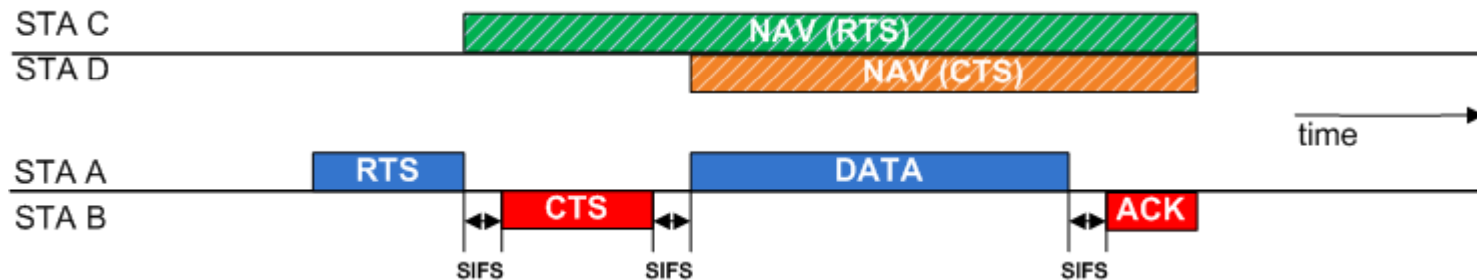 STA C
NAV (RTS)
STA D
NAV (CTS)
time
STA A
RTS
DATA
STA B
CTS
ACK
SIFS
SIFS
SIFS